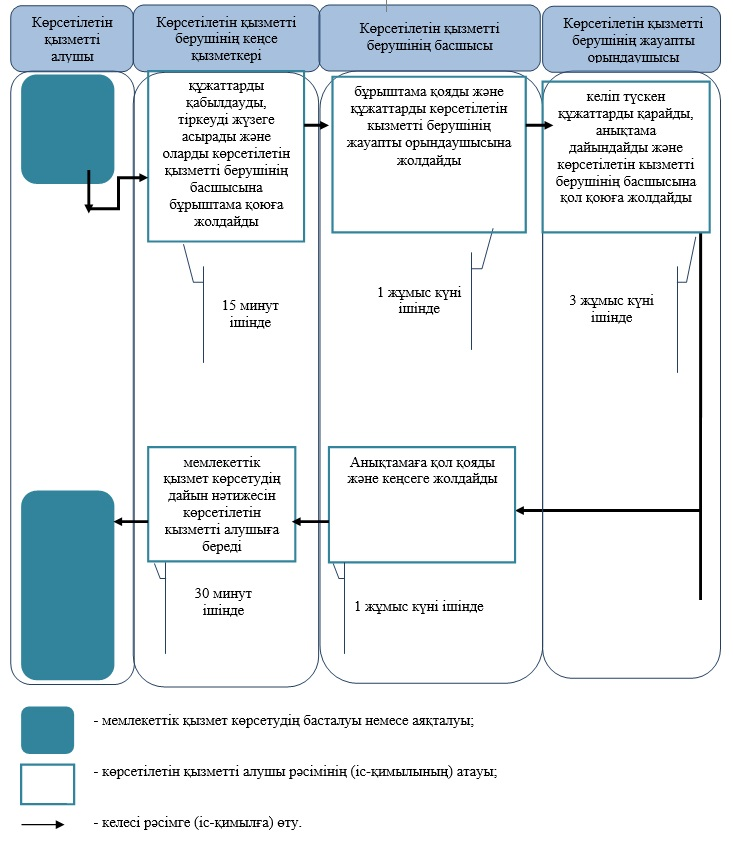 Көрсетілетін
қызметті
алушы
Көрсетілетін қызметті
берушінің кеңсе
қызметкері
Көрсетілетін қызметті
берушінің басшысы
Көрсетілетін қызметті
берушінің жауапты
орындаушысы
құжаттарды
қабылдауды,
тіркеуді жүзеге
асырады және
оларды көрсетілетін
қызметті берушінің
басшысына
бұрыштама қоюға
жолдайды
бұрыштама қояды және
құжаттарды көрсетілетін
қызметті берушінің
жауапты орындаушысына
жолдайды
келіп түскен
құжаттарды қарайды,
анықтама
дайындайды және
көрсетілетін қызметті
берушінің басшысына
қол қоюға жолдайды
15 минут
ішінде
1 жұмыс күні
ішінде
3 жұмыс күні
ішінде
мемлекеттік
қызмет көрсетудің
дайын нәтижесін
көрсетілетін
қызметті алушыға
береді
Анықтамаға қол қояды
және кеңсеге жолдайды
30 минут
ішінде
1 жұмыс күні ішінде
- мемлекеттік қызмет көрсетудің басталуы немесе аяқталуы;
- көрсетілетін қызметті алушы рәсімінің (іс-қимылының) атауы;
- келесі рәсімге (іс-қимылға) өту.